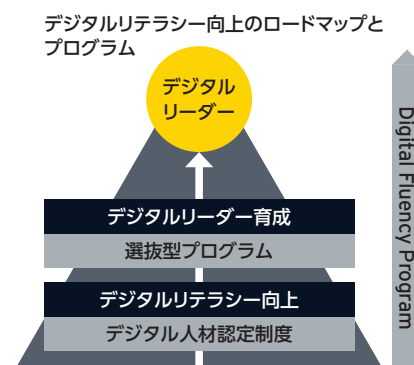 デジタルリテラシー向上のロードマップと
プログラム
デジタル
リーダー
デジタルリーダー育成
選抜型プログラム
デジタルリテラシー向上
デジタル人材認定制度
Digital Fluency Program